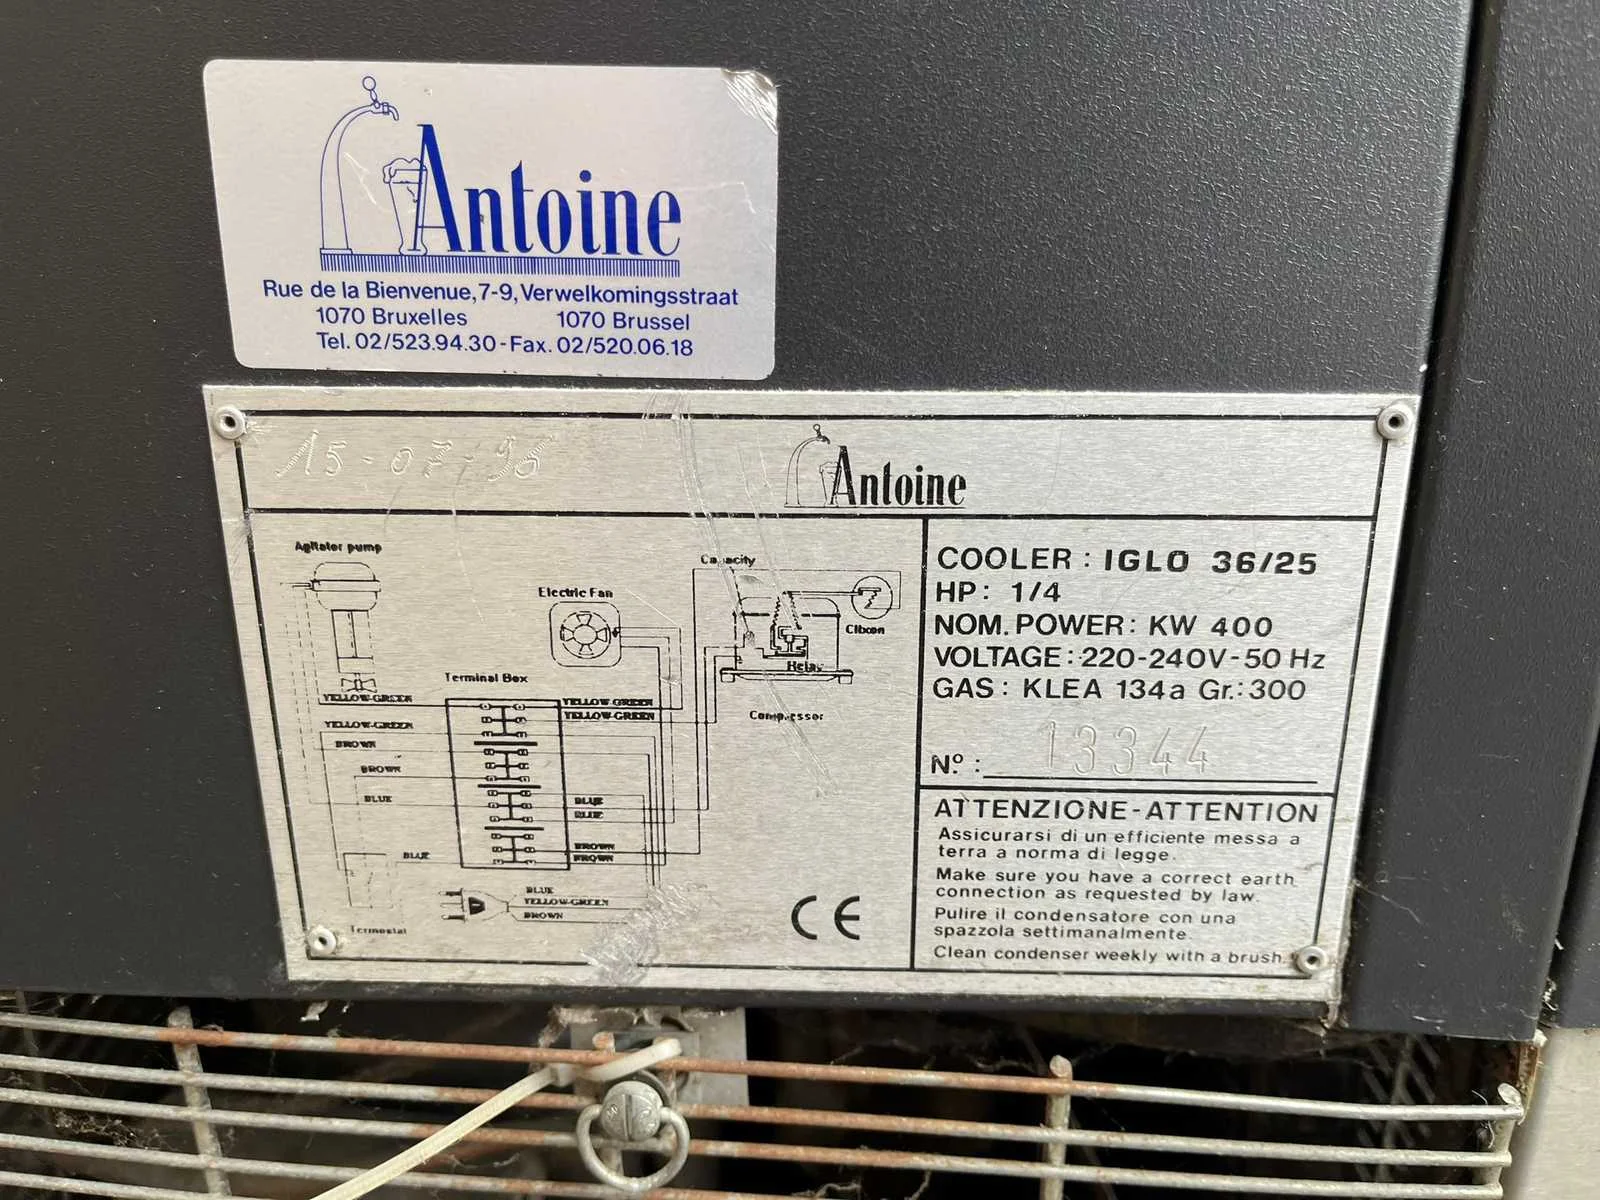 Antoine
Rue de la Bienvenue, 7-9, Verwelkomingsstraat
1070 Bruxelles 1070 Brussel
Tel. 02/523.94.30 - Fax. 02/520.06.18
15-07-98
Antoine
Agitator pump
Electric Fan
Capacity
Clixon
Relay
Compressor
Terminal Box
YELLOW-GREEN
YELLOW-GREEN
BROWN
BROWN
BLUE
BLUE
YELLOW GREEN
YELLOW-GREEN
BLUE
BLUE
BROWN
BROWN
BLUE
YELLOW-GREEN
BROWN
Termostat
CE
COOLER : IGLO 36/25
HP: 1/4
NOM. POWER: KW 400
VOLTAGE : 220-240V-50 Hz
GAS : KLEA 134a Gr.: 300
N.º : 13344
ATTENZIONE-ATTENTION
Assicurarsi di un efficiente messa a
terra a norma di legge.
Make sure you have a correct earth
connection as requested by law.
Pulire il condensatore con una
spazzola settimanalmente.
Clean condenser weekly with a brush.